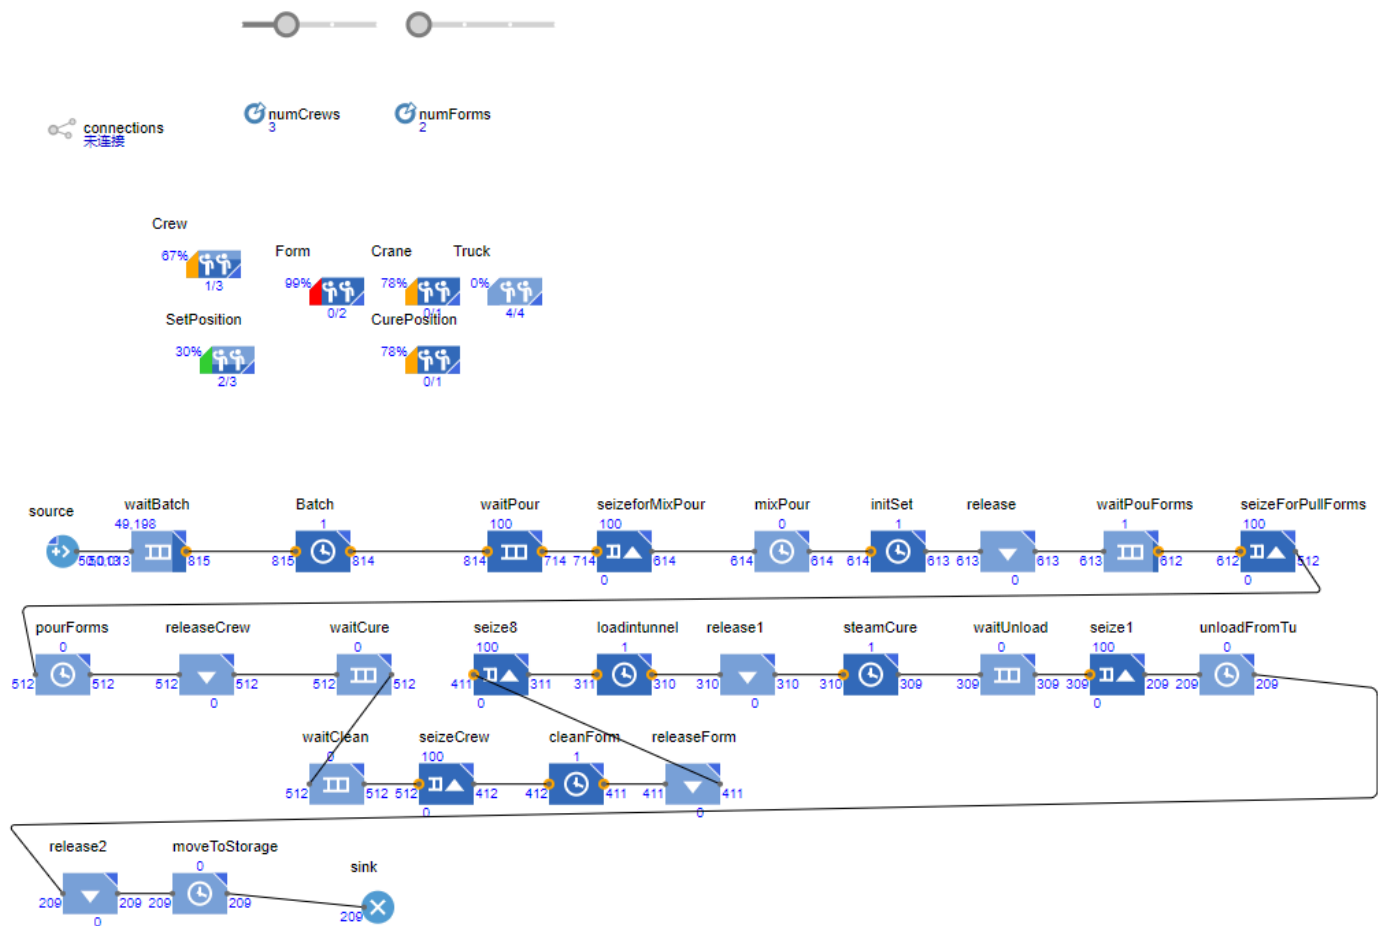 numCrews
3
numForms
2
connections
未连接
Crew
67%
1/3
Form
99%
0/2
Crane
78%
0/1
Truck
0%
4/4
SetPosition
30%
2/3
CurePosition
78%
0/1
source
waitBatch
49,198
815
Batch
1
815
814
waitPour
100
814
714
seizeforMixPour
100
714
614
0
mixPour
0
614
614
initSet
1
614
613
release
613
613
0
waitPouForms
1
613
612
seizeForPullForms
100
612
512
0
pourForms
0
512
512
releaseCrew
512
512
0
waitCure
0
512
512
seize8
100
411
311
0
loadintunnel
1
311
310
release1
310
310
0
steamCure
1
310
309
waitUnload
0
309
309
seize1
100
309
209
0
unloadFromTu
0
209
209
waitClean
0
512
512
seizeCrew
100
512
412
0
cleanForm
1
412
411
releaseForm
411
411
0
release2
209
209
0
moveToStorage
0
209
209
sink
209